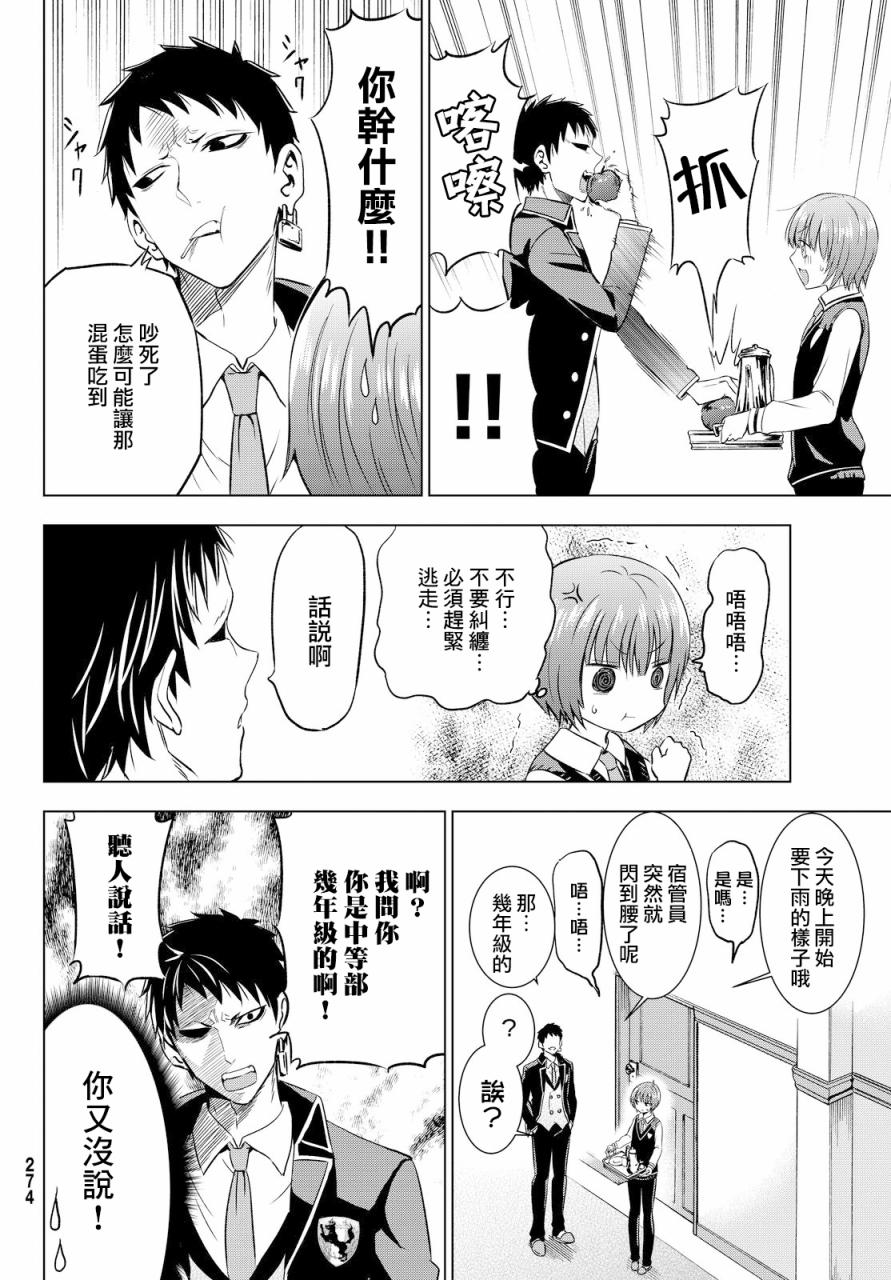 抓
喀嚓
!!
你幹什麼!!
シャク
シャク
吵死了
怎麼可能讓那
混蛋吃到
唔唔唔…
不行…
不要糾纏…
必須趕緊
逃走…
話說啊
今天晚上開始
要下雨的樣子哦
是…
是嗎…
宿管員
突然就
閃到腰了呢
唔…唔…
那…
幾年級的
?
誒?
啊?
我問你
你是中等部
幾年級的啊!
聽人說話!
你又沒說!
274